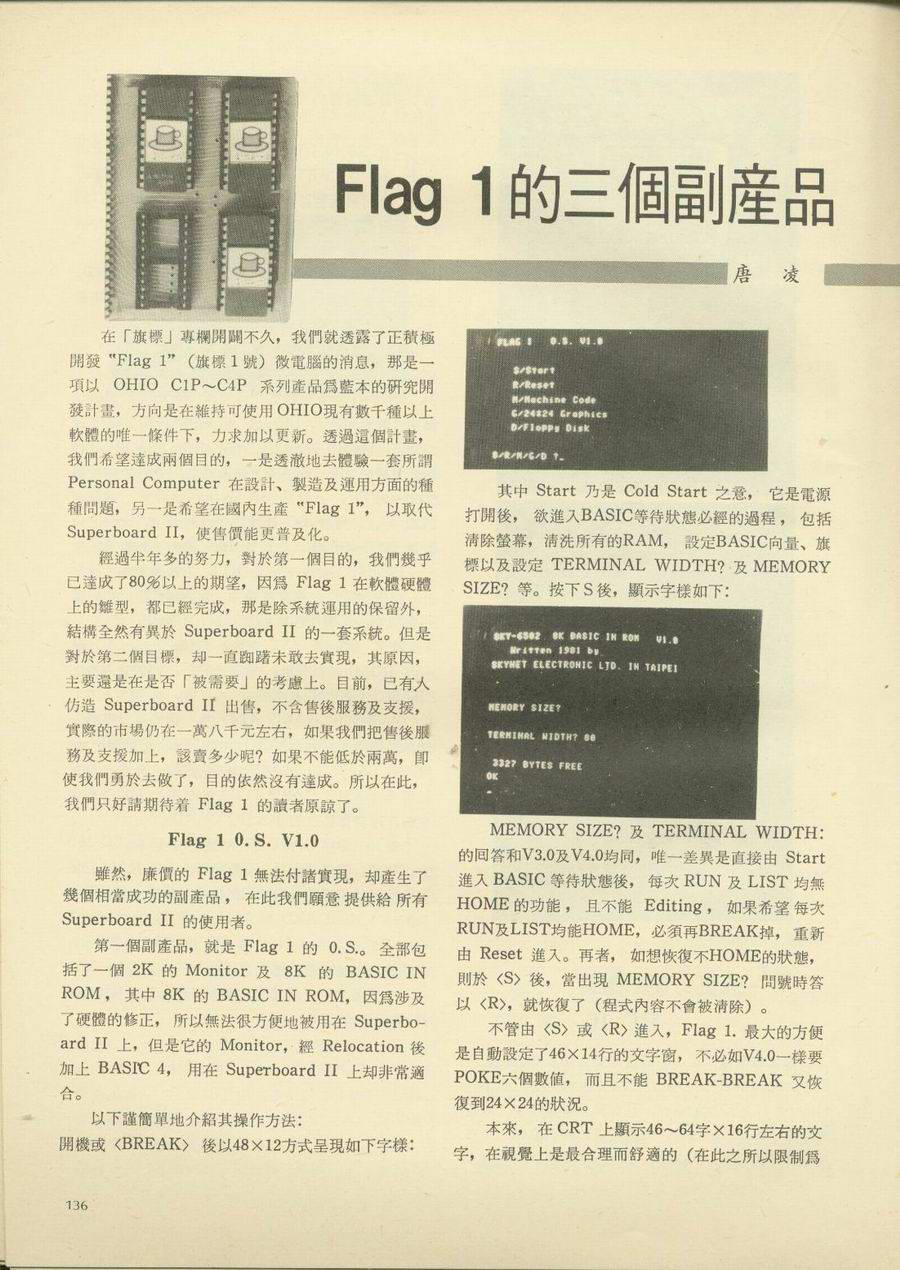 Flag 1的三個副產品
唐 凌
在「旗標」專欄開闢不久，我們就透露了正積極
開發 “Flag 1”（旗標1號）微電腦的消息，那是一
項以 OHIO C1P～C4P 系列產品爲藍本的研究開
發計畫，方向是在維持可使用OHIO現有數千種以上
軟體的唯一條件下，力求加以更新。透過這個計畫，
我們希望達成兩個目的，一是透澈地去體驗一套所謂
Personal Computer 在設計、製造及運用方面的種
種問題，另一是希望在國內生產 “Flag 1”， 以取代
Superboard II，使售價能更普及化。
經過半年多的努力，對於第一個目的，我們幾乎
已達成了80%以上的期望，因爲 Flag 1 在軟體硬體
上的雛型，都已經完成，那是除系統運用的保留外，
結構全然有異於 Superboard II 的一套系統。但是
對於第二個目標，却一直踟躇未敢去實現，其原因，
主要還是在是否「被需要」的考慮上。目前，已有人
仿造 Superboard II 出售，不含售後服務及支援，
實際的市場仍在一萬八千元左右，如果我們把售後服
務及支援加上，該賣多少呢？如果不能低於兩萬，卽
使我們勇於去做了，目的依然沒有達成。所以在此，
我們只好請期待着 Flag 1 的讀者原諒了。
Flag 1 O.S. V1.0
雖然，廉價的 Flag 1 無法付諸實現，却產生了
幾個相當成功的副產品， 在此我們願意提供給所有
Superboard II 的使用者。
第一個副產品，就是 Flag 1 的 O.S.。全部包
括了一個 2K 的 Monitor 及 8K 的 BASIC IN
ROM， 其中 8K 的 BASIC IN ROM，因爲涉及
了硬體的修正， 所以無法很方便地被用在 Superbo-
ard II 上，但是它的 Monitor，經 Relocation 後
加上 BASIC 4， 用在 Superboard II 上却非常適
合。
以下謹簡單地介紹其操作方法：
開機或〈BREAK〉後以48×12方式呈現如下字樣：
136
FLAG 1 O.S. V1.0
S/Start
R/Reset
M/Machine Code
G/24X24 Graphics
D/Floppy Disk
S/R/M/G/D ?_
其中 Start 乃是 Cold Start 之意， 它是電源
打開後， 欲進入BASIC等待狀態必經的過程， 包括
清除螢幕，清洗所有的RAM， 設定BASIC向量、旗
標以及設定 TERMINAL WIDTH？及 MEMORY
SIZE？等。按下S後，顯示字樣如下：
SKY-6502 8K BASIC IN ROM V1.0
Written 1981 by
SKYNET ELECTRONIC LTD. IN TAIPEI
MEMORY SIZE?
TERMINAL WIDTH?
3327 BYTES FREE
OK
MEMORY SIZE？及 TERMINAL WIDTH：
的回答和V3.0及V4.0均同，唯一差異是直接由 Start
進入 BASIC 等待狀態後， 每次 RUN 及 LIST 均無
HOME 的功能， 且不能 Editing， 如果希望每次
RUN及LIST均能HOME，必須再BREAK掉，重新
由 Reset 進入。再者， 如想恢復不HOME的狀態，
則於〈S〉後，當出現 MEMORY SIZE？問號時答
以〈R〉，就恢復了（程式內容不會被清除）。
不管由〈S〉或〈R〉進入，Flag 1. 最大的方便
是自動設定了46×14行的文字窗， 不必如V4.0一樣要
POKE六個數値， 而且不能 BREAK-BREAK 又恢
復到24×24的狀況。
本來， 在 CRT 上顯示46～64字×16行左右的文
字，在視覺上是最合理而舒適的（在此之所以限制爲